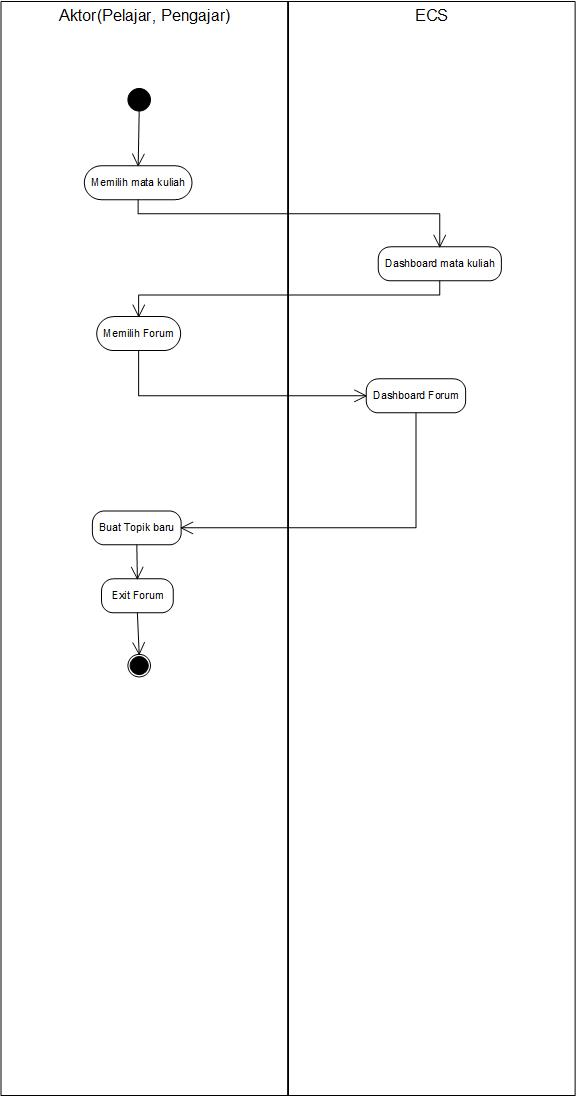 Aktor(Pelajar, Pengajar)
ECS
Memilih mata kuliah
Dashboard mata kuliah
Memilih Forum
Dashboard Forum
Buat Topik baru
Exit Forum